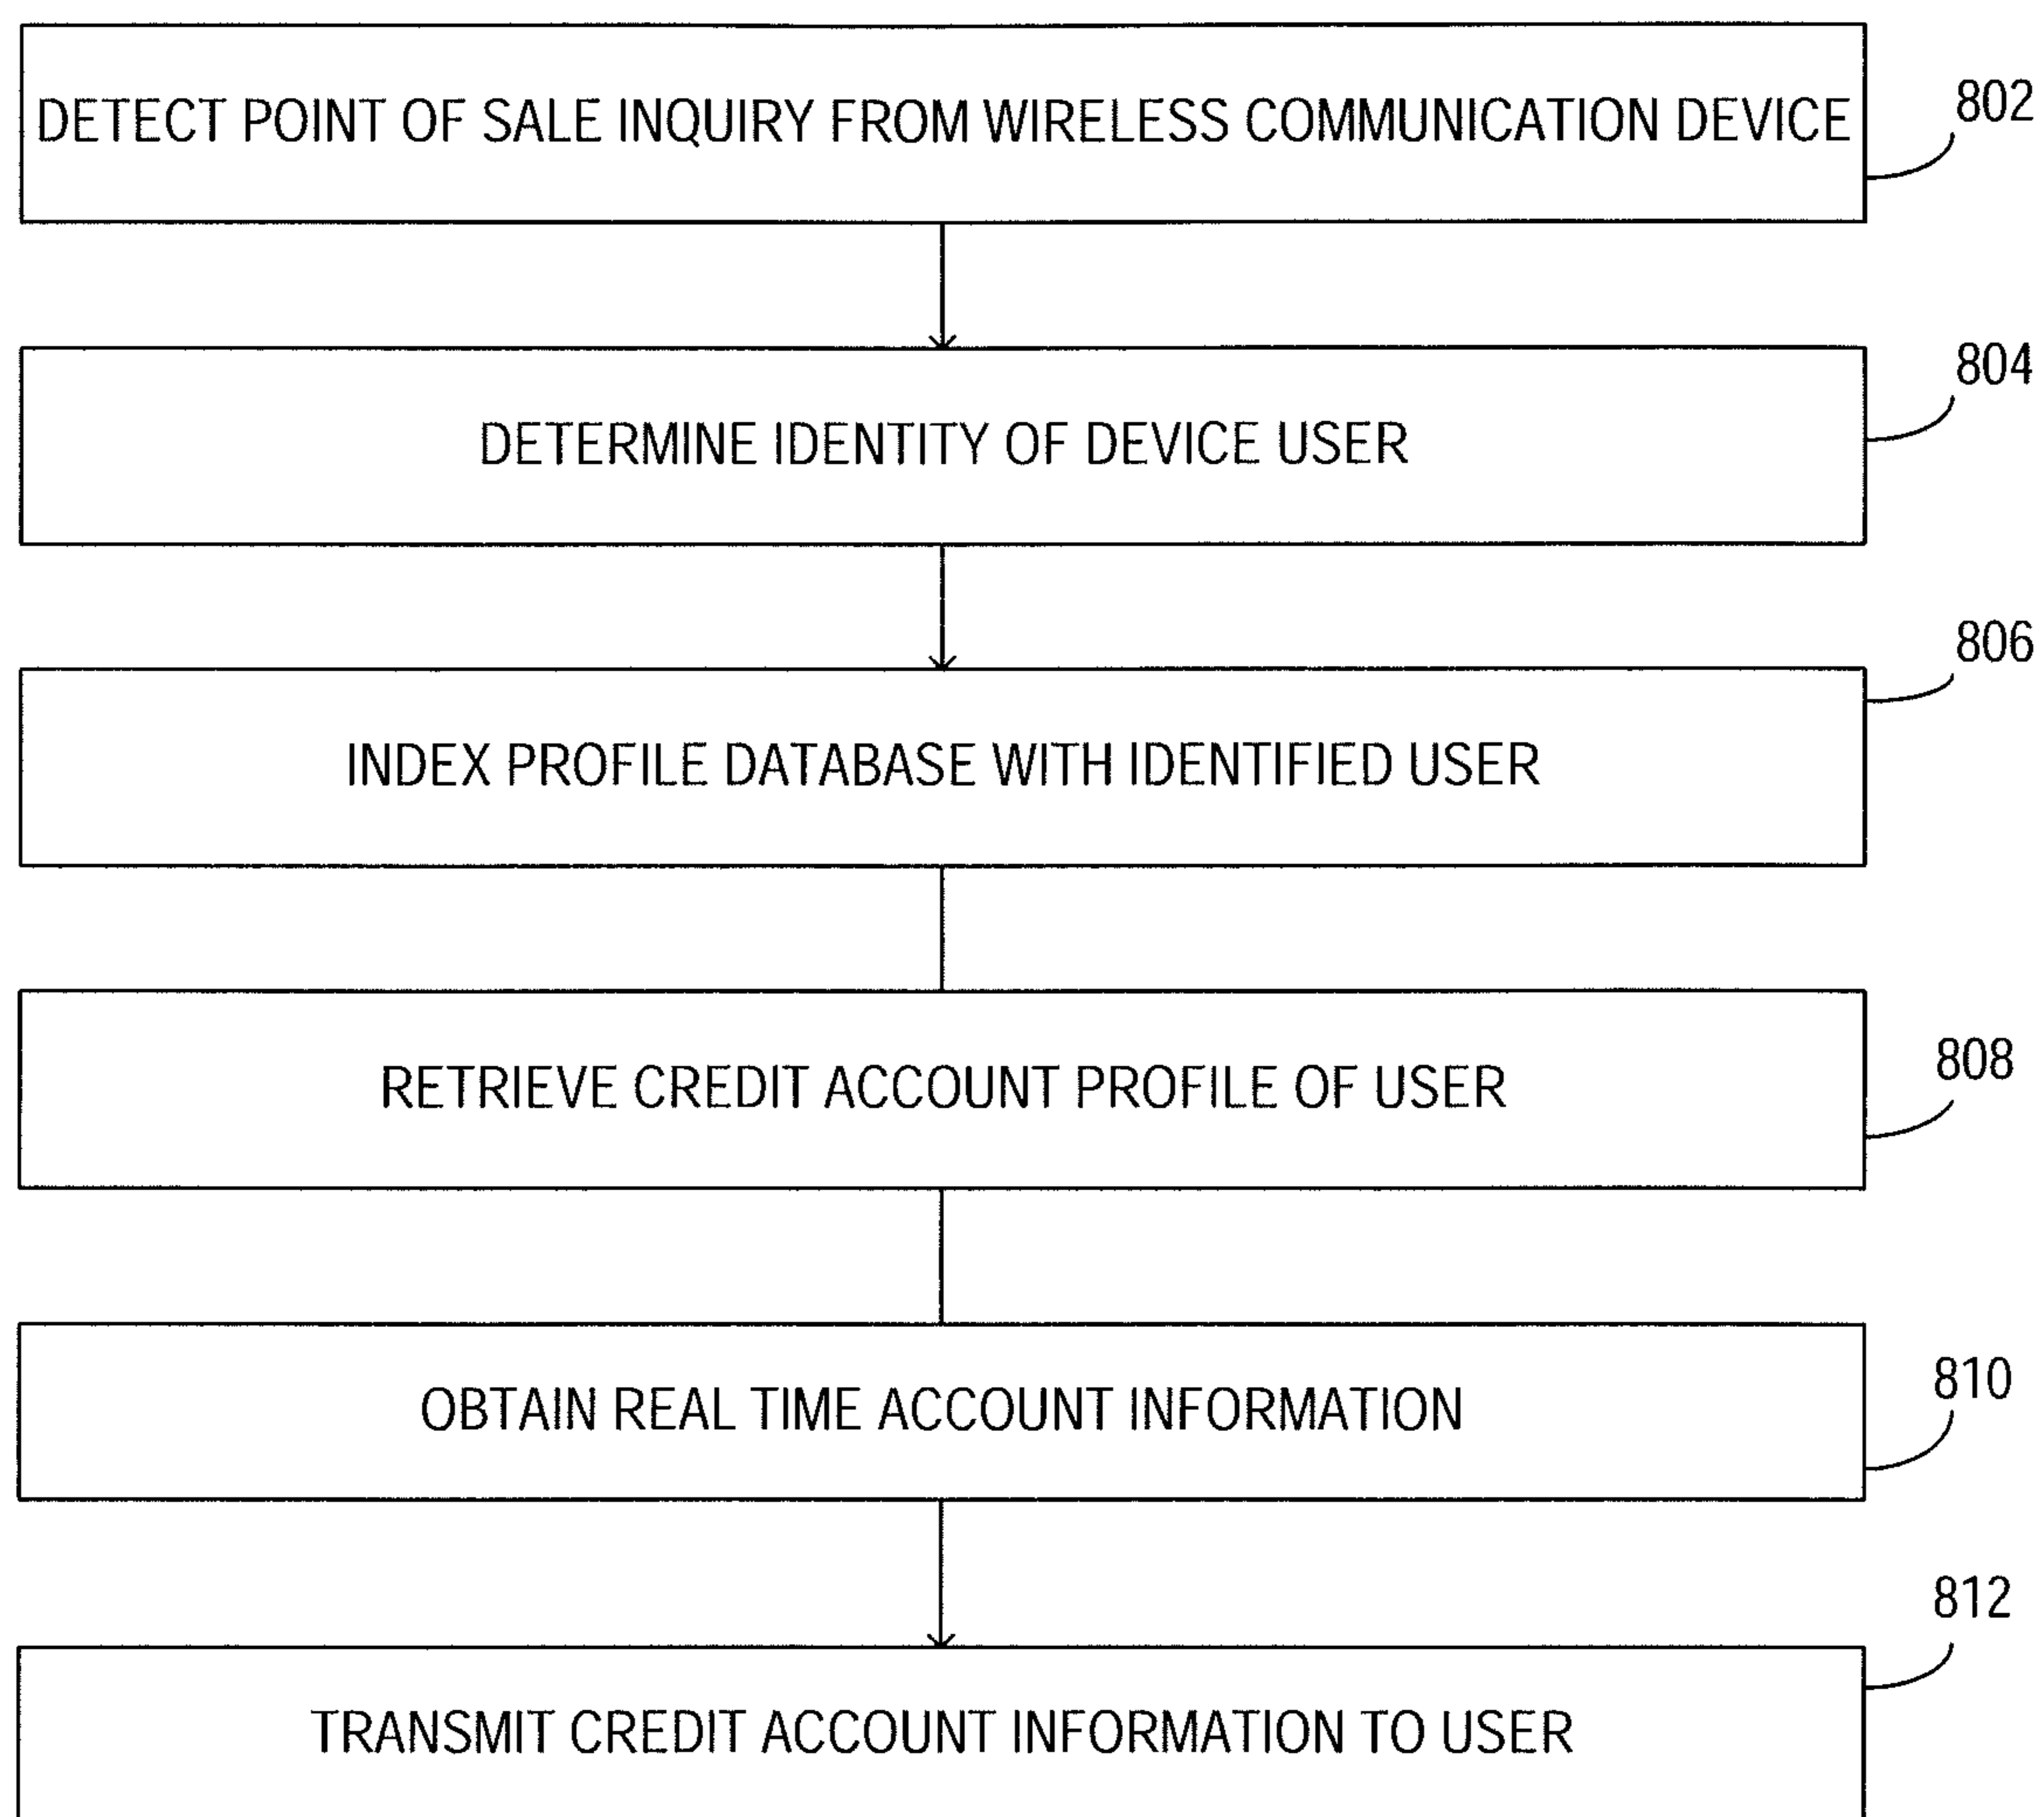 DETECT POINT OF SALE INQUIRY FROM WIRELESS COMMUNICATION DEVICE
802
DETERMINE IDENTITY OF DEVICE USER
804
INDEX PROFILE DATABASE WITH IDENTIFIED USER
806
RETRIEVE CREDIT ACCOUNT PROFILE OF USER
808
OBTAIN REAL TIME ACCOUNT INFORMATION
810
TRANSMIT CREDIT ACCOUNT INFORMATION TO USER
812